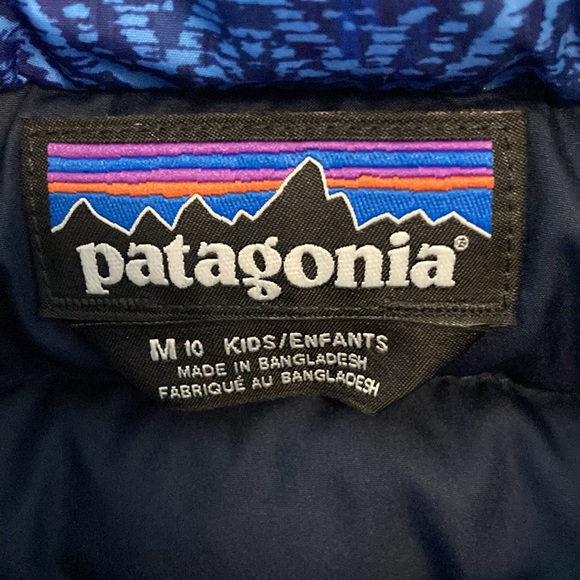 patagonia®
M 10 KIDS/ENFANTS
MADE IN BANGLADESH
FABRIQUÉ AU BANGLADESH